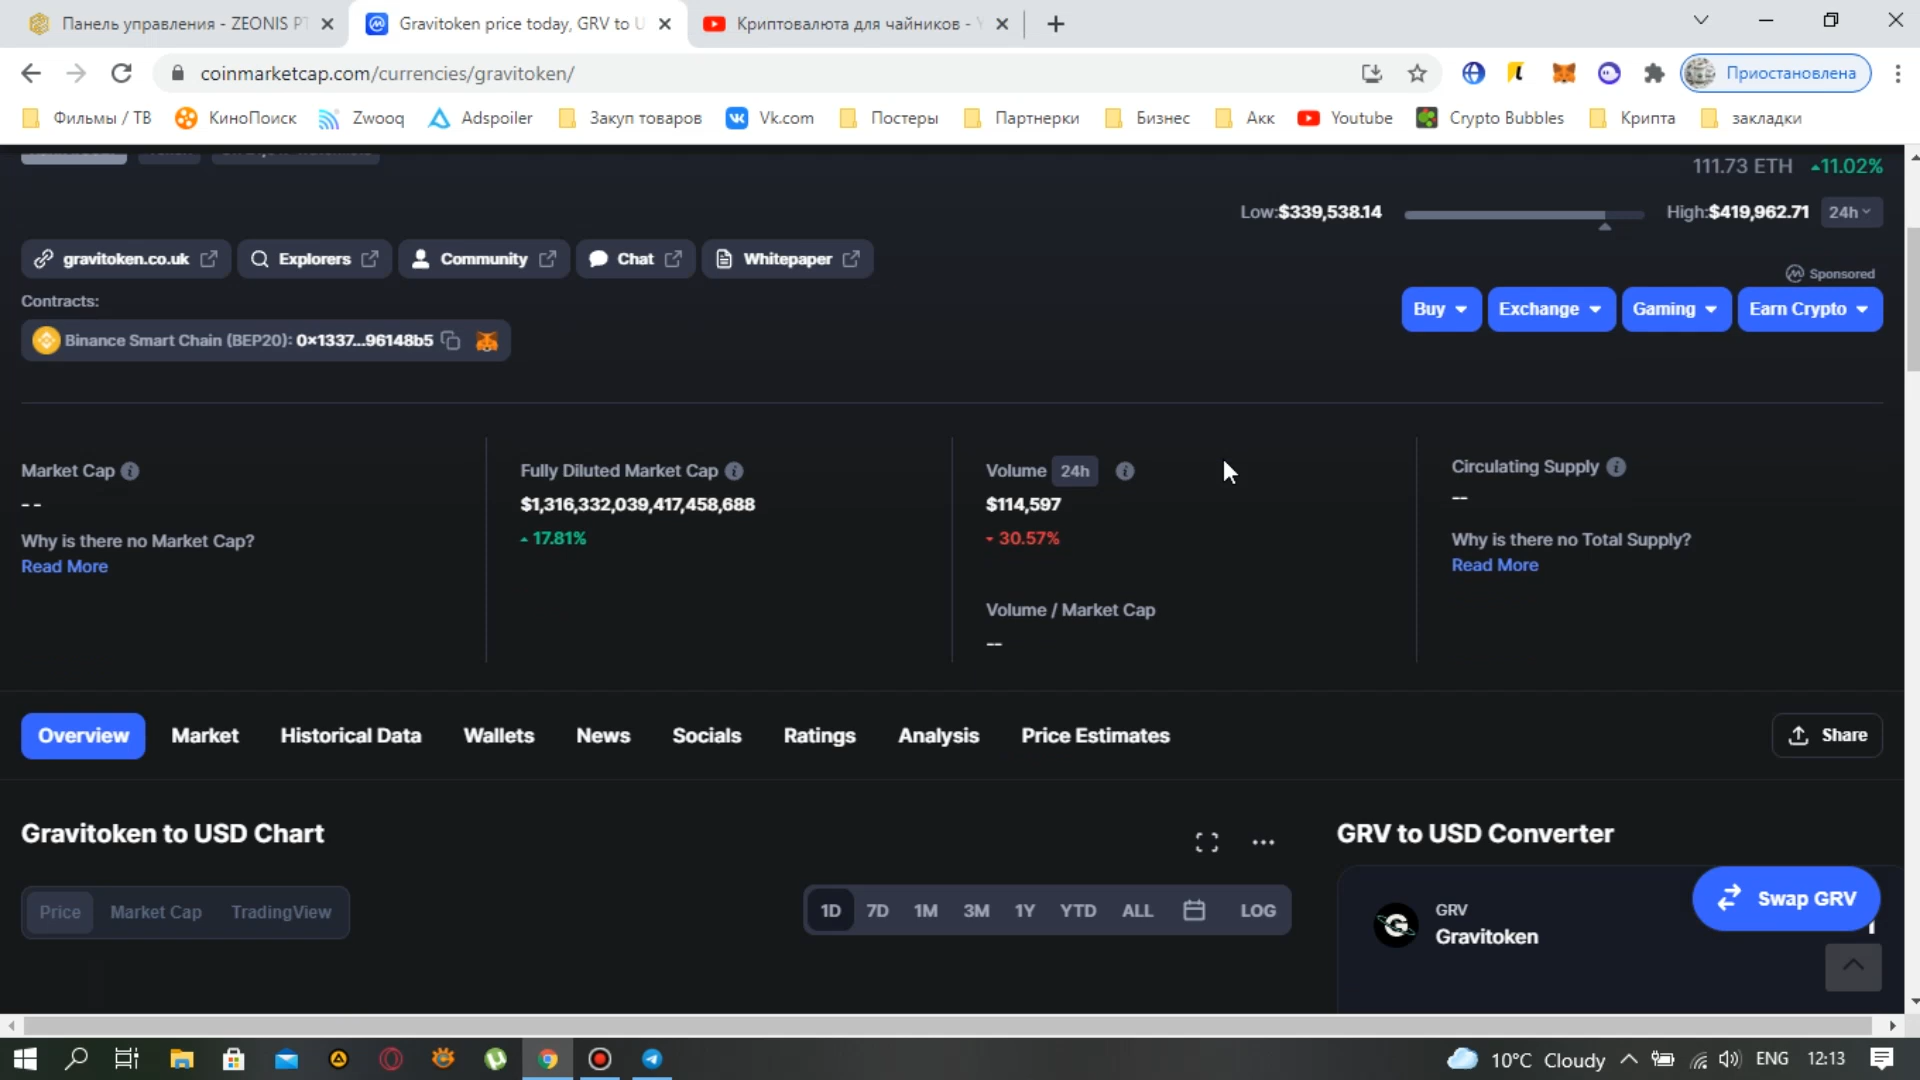 Панель управления - ZEONIS PT
Gravitoken price today, GRV to U
Криптовалюта для чайников - Y
coinmarketcap.com/currencies/gravitoken/
Приостановлена
Фильмы / ТВ
КиноПоиск
Zwooq
Adspoiler
Закуп товаров
Vk.com
Постеры
Партнерки
Бизнес
Акк
Youtube
Crypto Bubbles
Крипта
закладки
111.73 ETH 11.02%
Low:$339,538.14
High:$419,962.71 24h
gravitoken.co.uk
Explorers
Community
Chat
Whitepaper
Sponsored
Contracts:
Buy
Exchange
Gaming
Earn Crypto
Binance Smart Chain (BEP20): 0×1337...96148b5
Market Cap
- -
Why is there no Market Cap?
Read More
Fully Diluted Market Cap
$1,316,332,039,417,458,688
17.81%
Volume 24h
$114,597
30.57%
Volume / Market Cap
--
Circulating Supply
--
Why is there no Total Supply?
Read More
Overview
Market
Historical Data
Wallets
News
Socials
Ratings
Analysis
Price Estimates
Share
Gravitoken to USD Chart
GRV to USD Converter
Price
Market Cap
TradingView
1D
7D
1M
3M
1Y
YTD
ALL
LOG
GRV
Gravitoken
Swap GRV
10°C Cloudy
ENG
12:13